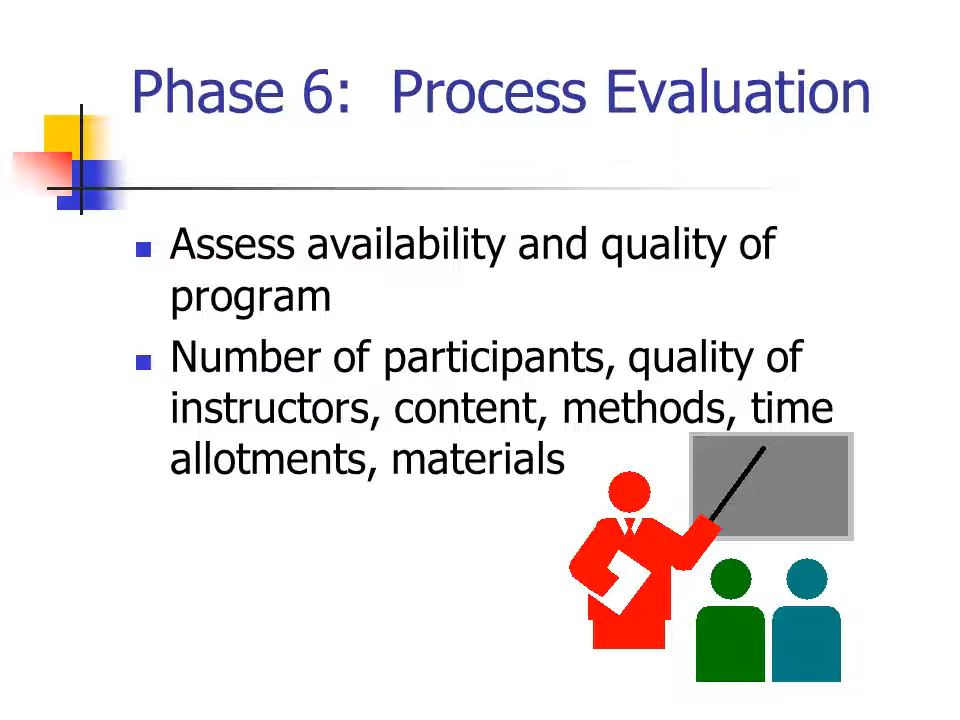 Phase 6: Process Evaluation
Assess availability and quality of
program
Number of participants, quality of
instructors, content, methods, time
allotments, materials